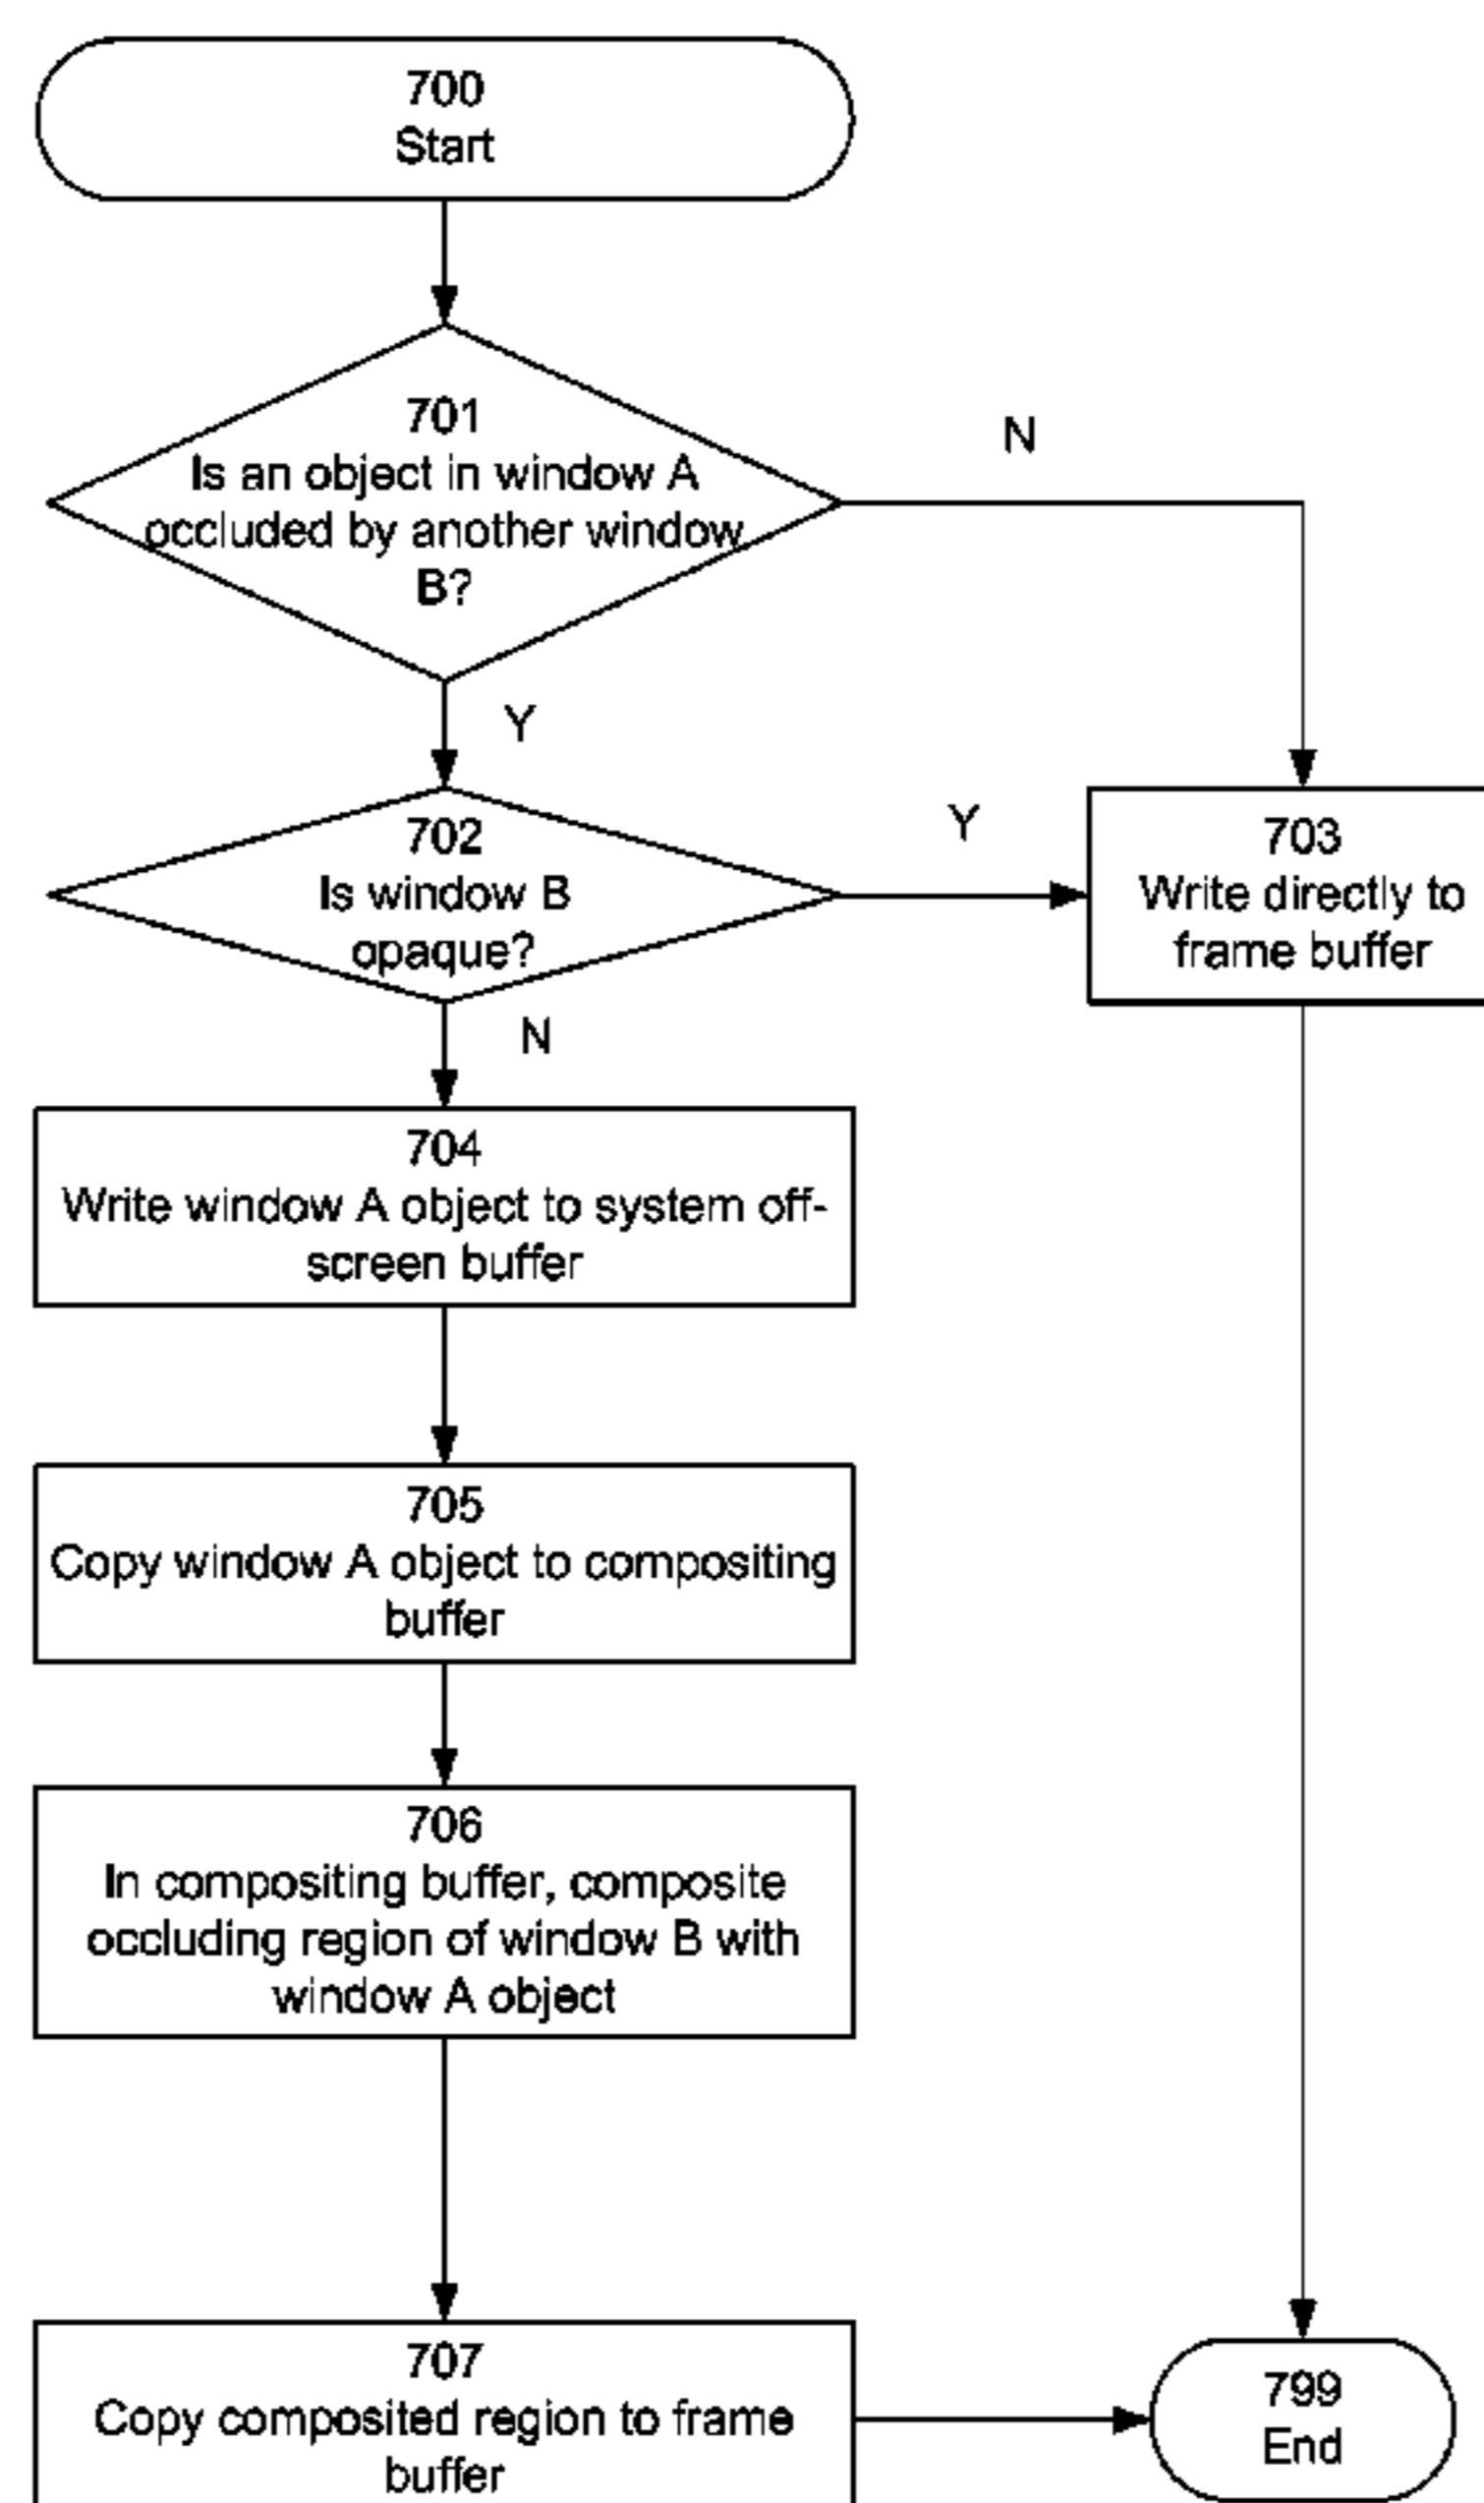 700
Start
701
Is an object in window A
occluded by another window
B?
N
Y
702
Is window B
opaque?
Y
703
Write directly to
frame buffer
N
704
Write window A object to system off-
screen buffer
705
Copy window A object to compositing
buffer
706
In compositing buffer, composite
occluding region of window B with
window A object
707
Copy composited region to frame
buffer
799
End